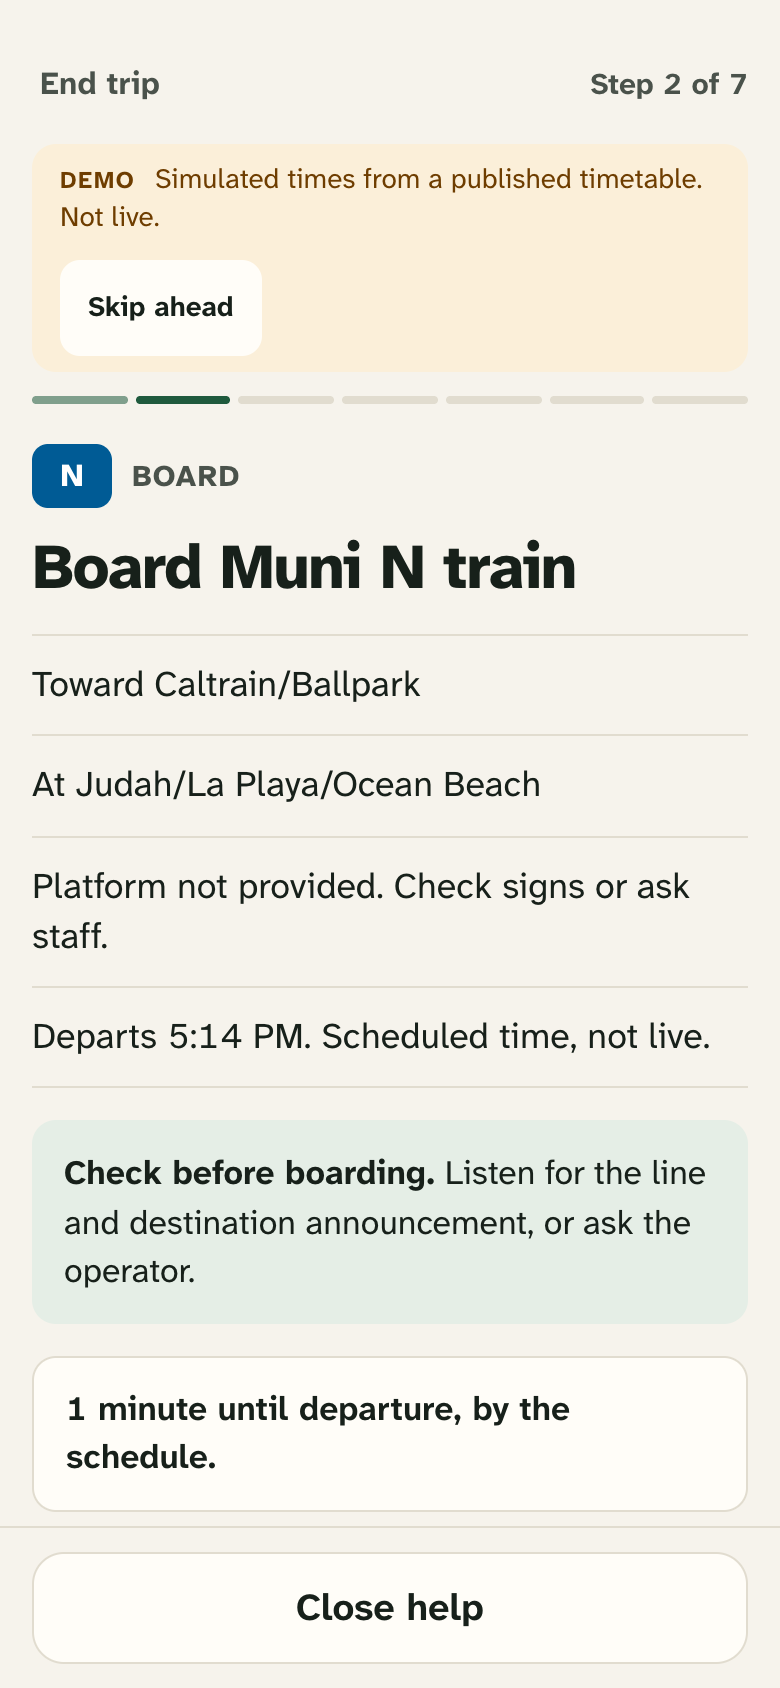 End trip
Step 2 of 7
DEMO Simulated times from a published timetable.
Not live.
Skip ahead
N BOARD
Board Muni N train
Toward Caltrain/Ballpark
At Judah/La Playa/Ocean Beach
Platform not provided. Check signs or ask
staff.
Departs 5:14 PM. Scheduled time, not live.
Check before boarding. Listen for the line
and destination announcement, or ask the
operator.
1 minute until departure, by the
schedule.
Close help